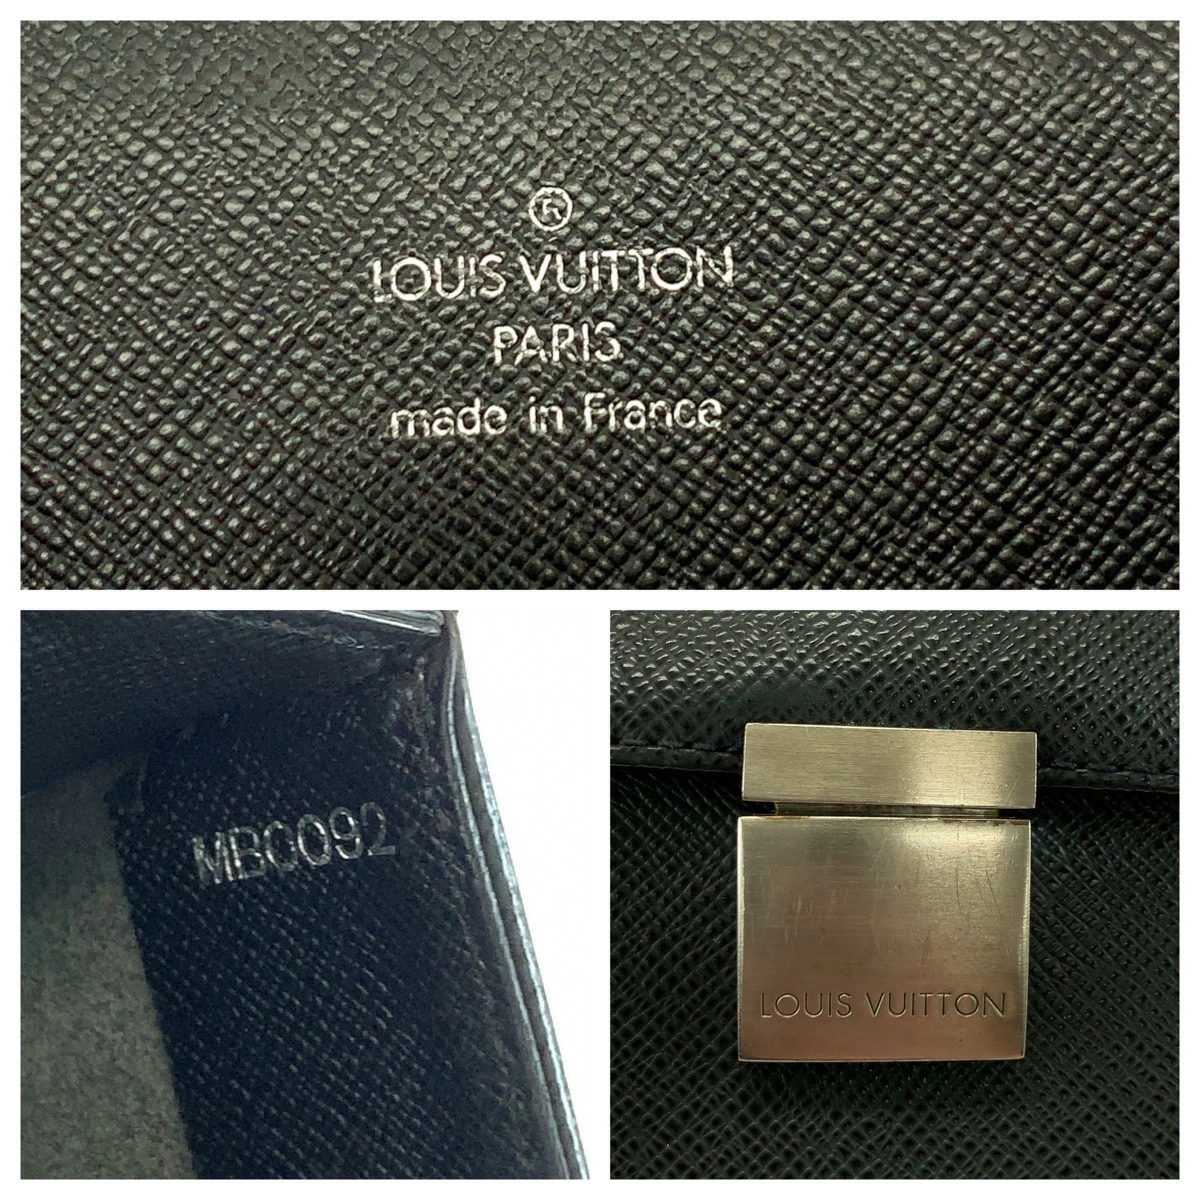 ®
LOUIS VUITTON
PARIS
made in France
MB0092
LOUIS VUITTON